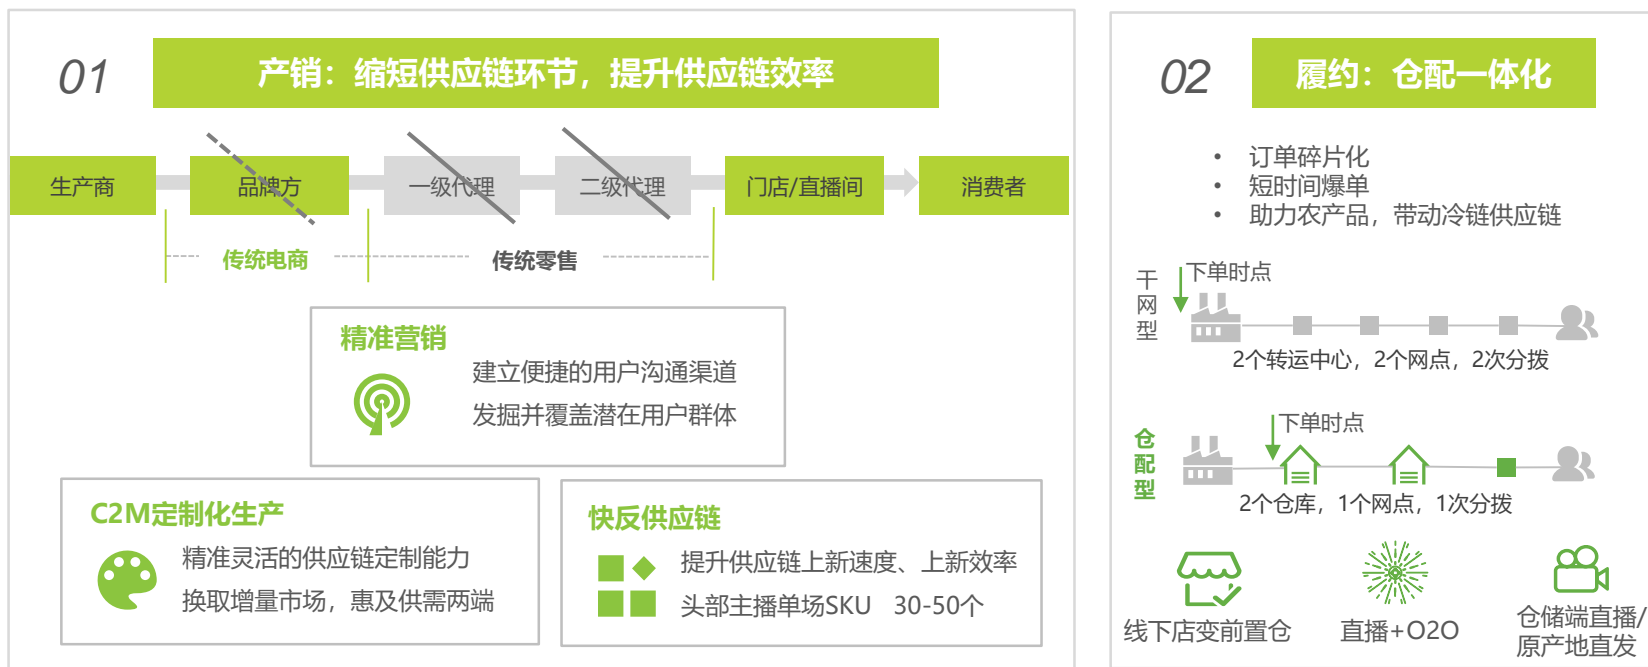 01
产销：缩短供应链环节，提升供应链效率
生产商
品牌方
一级代理
二级代理
门店/直播间
消费者
传统电商
传统零售
精准营销
建立便捷的用户沟通渠道
发掘并覆盖潜在用户群体
C2M定制化生产
精准灵活的供应链定制能力
换取增量市场，惠及供需两端
快反供应链
提升供应链上新速度、上新效率
头部主播单场SKU 30-50个
02
履约：仓配一体化
• 订单碎片化
• 短时间爆单
• 助力农产品，带动冷链供应链
干网型
下单时点
2个转运中心，2个网点，2次分拨
仓配型
下单时点
2个仓库，1个网点，1次分拨
线下店变前置仓
直播+O2O
仓储端直播/
原产地直发